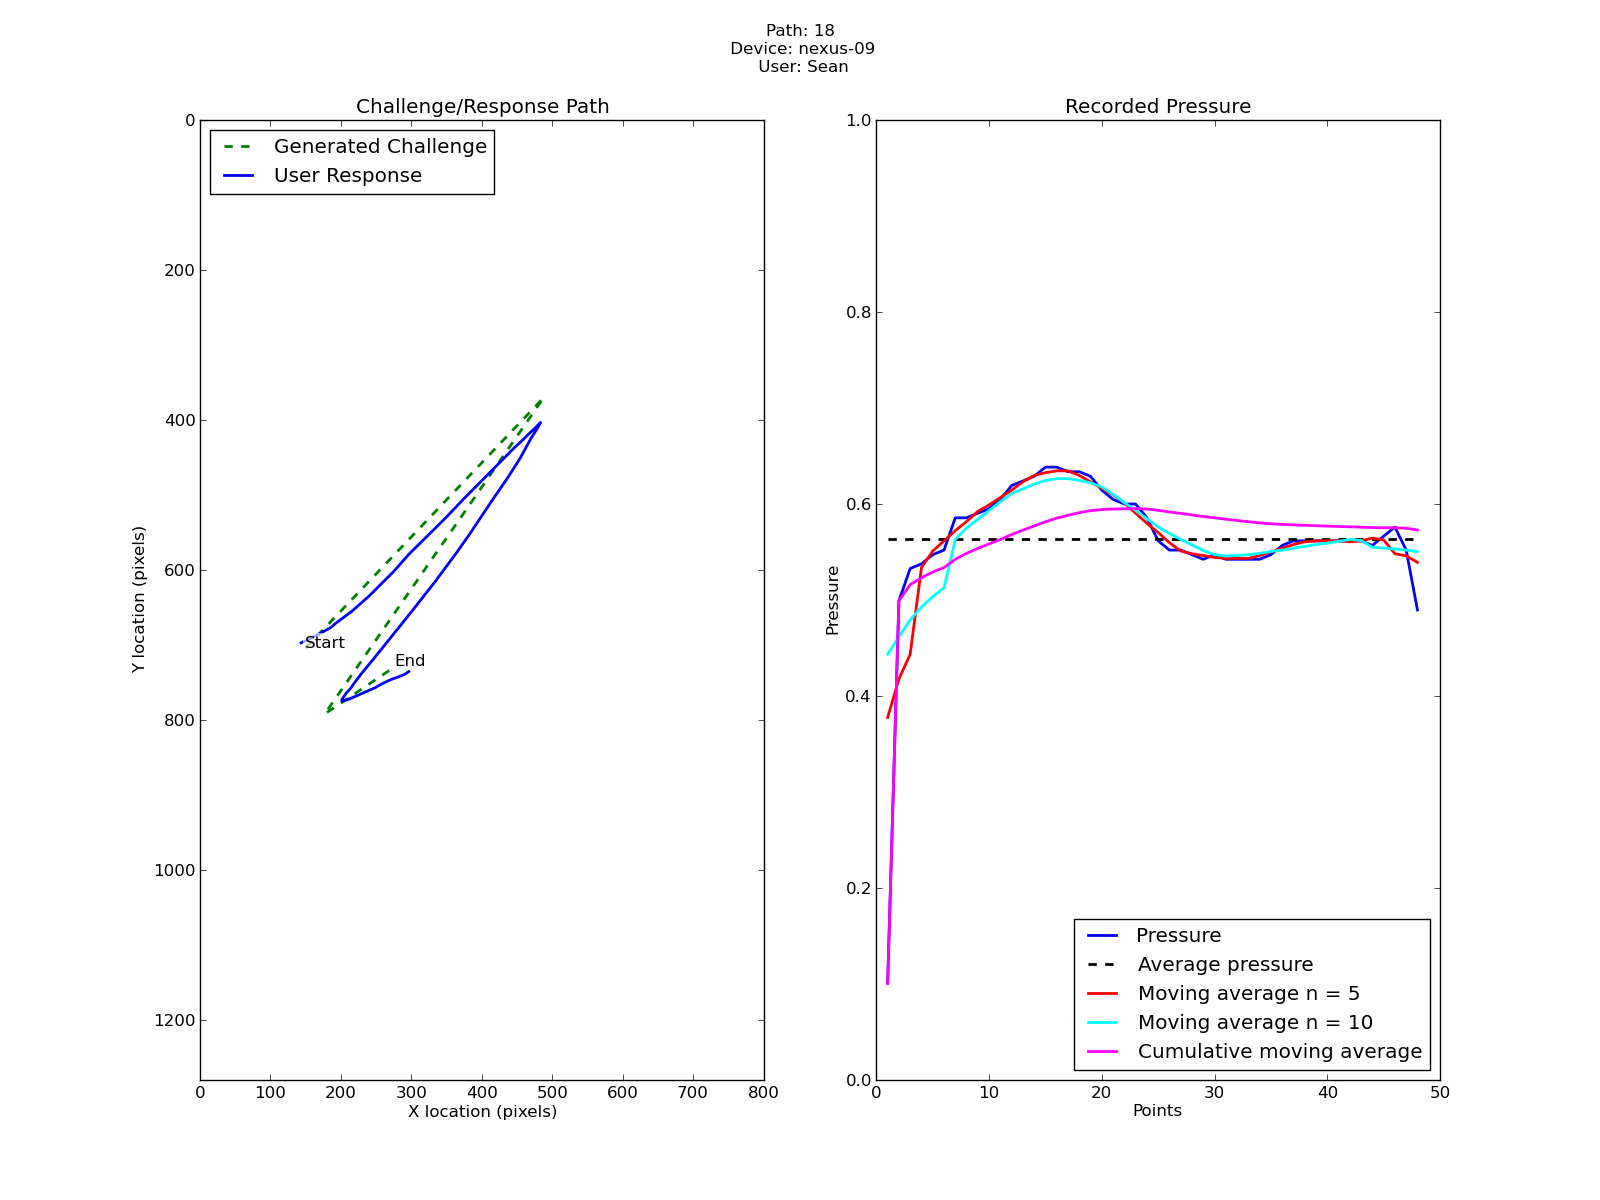 Path: 18
Device: nexus-09
User: Sean
Challenge/Response Path
Generated Challenge
User Response
0
200
400
600
800
1000
1200
Y location (pixels)
Start
End
0 100 200 300 400 500 600 700 800
X location (pixels)
Recorded Pressure
1.0
0.8
0.6
0.4
0.2
0.0
Pressure
Pressure
Average pressure
Moving average n = 5
Moving average n = 10
Cumulative moving average
0 10 20 30 40 50
Points